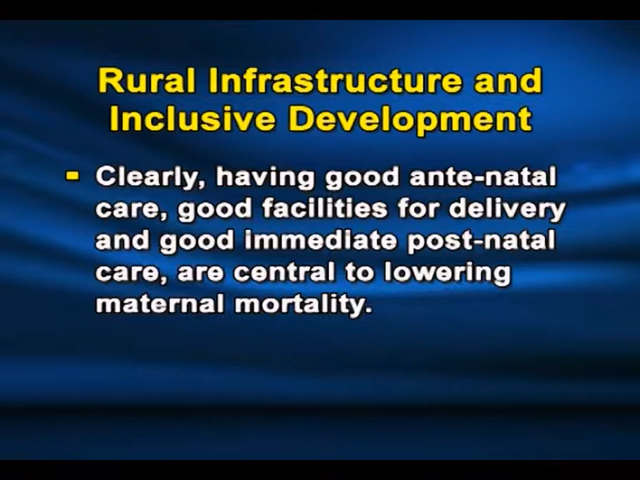 Rural Infrastructure and
Inclusive Development
Clearly, having good ante-natal
care, good facilities for delivery
and good immediate post-natal
care, are central to lowering
maternal mortality.